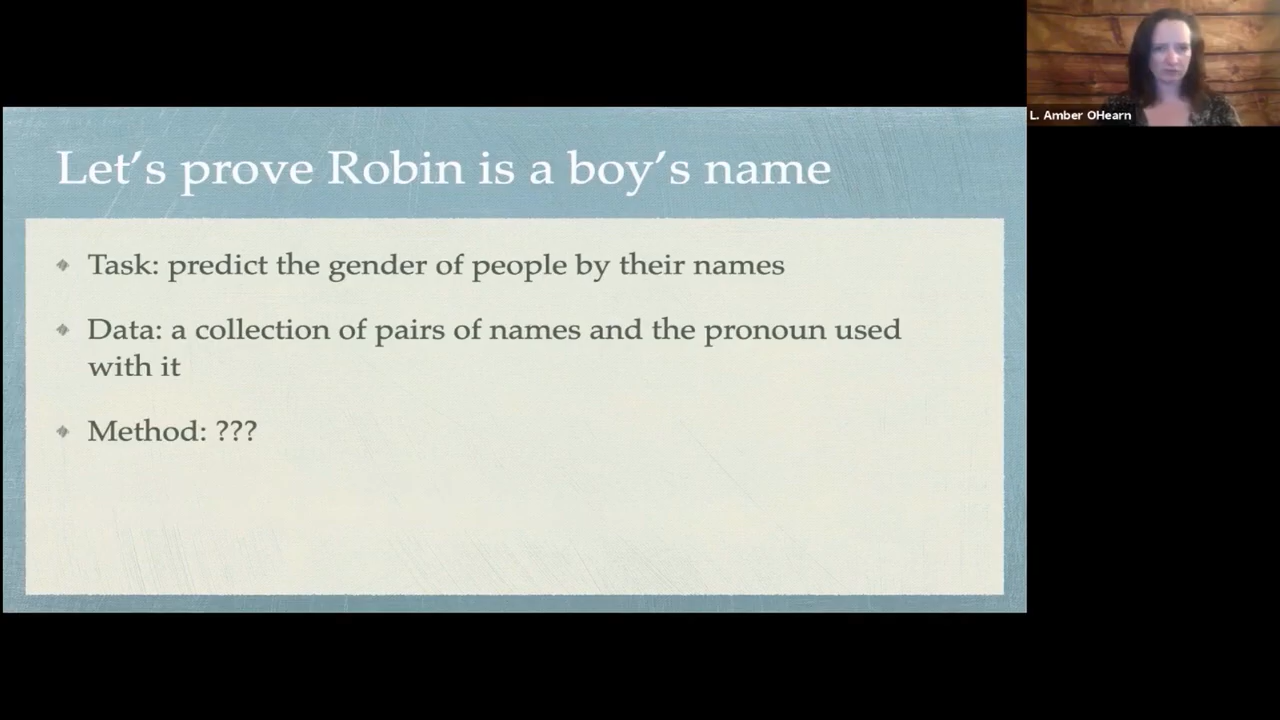 L. Amber OHearn
Let's prove Robin is a boy's name
Task: predict the gender of people by their names
Data: a collection of pairs of names and the pronoun used
with it
Method: ???